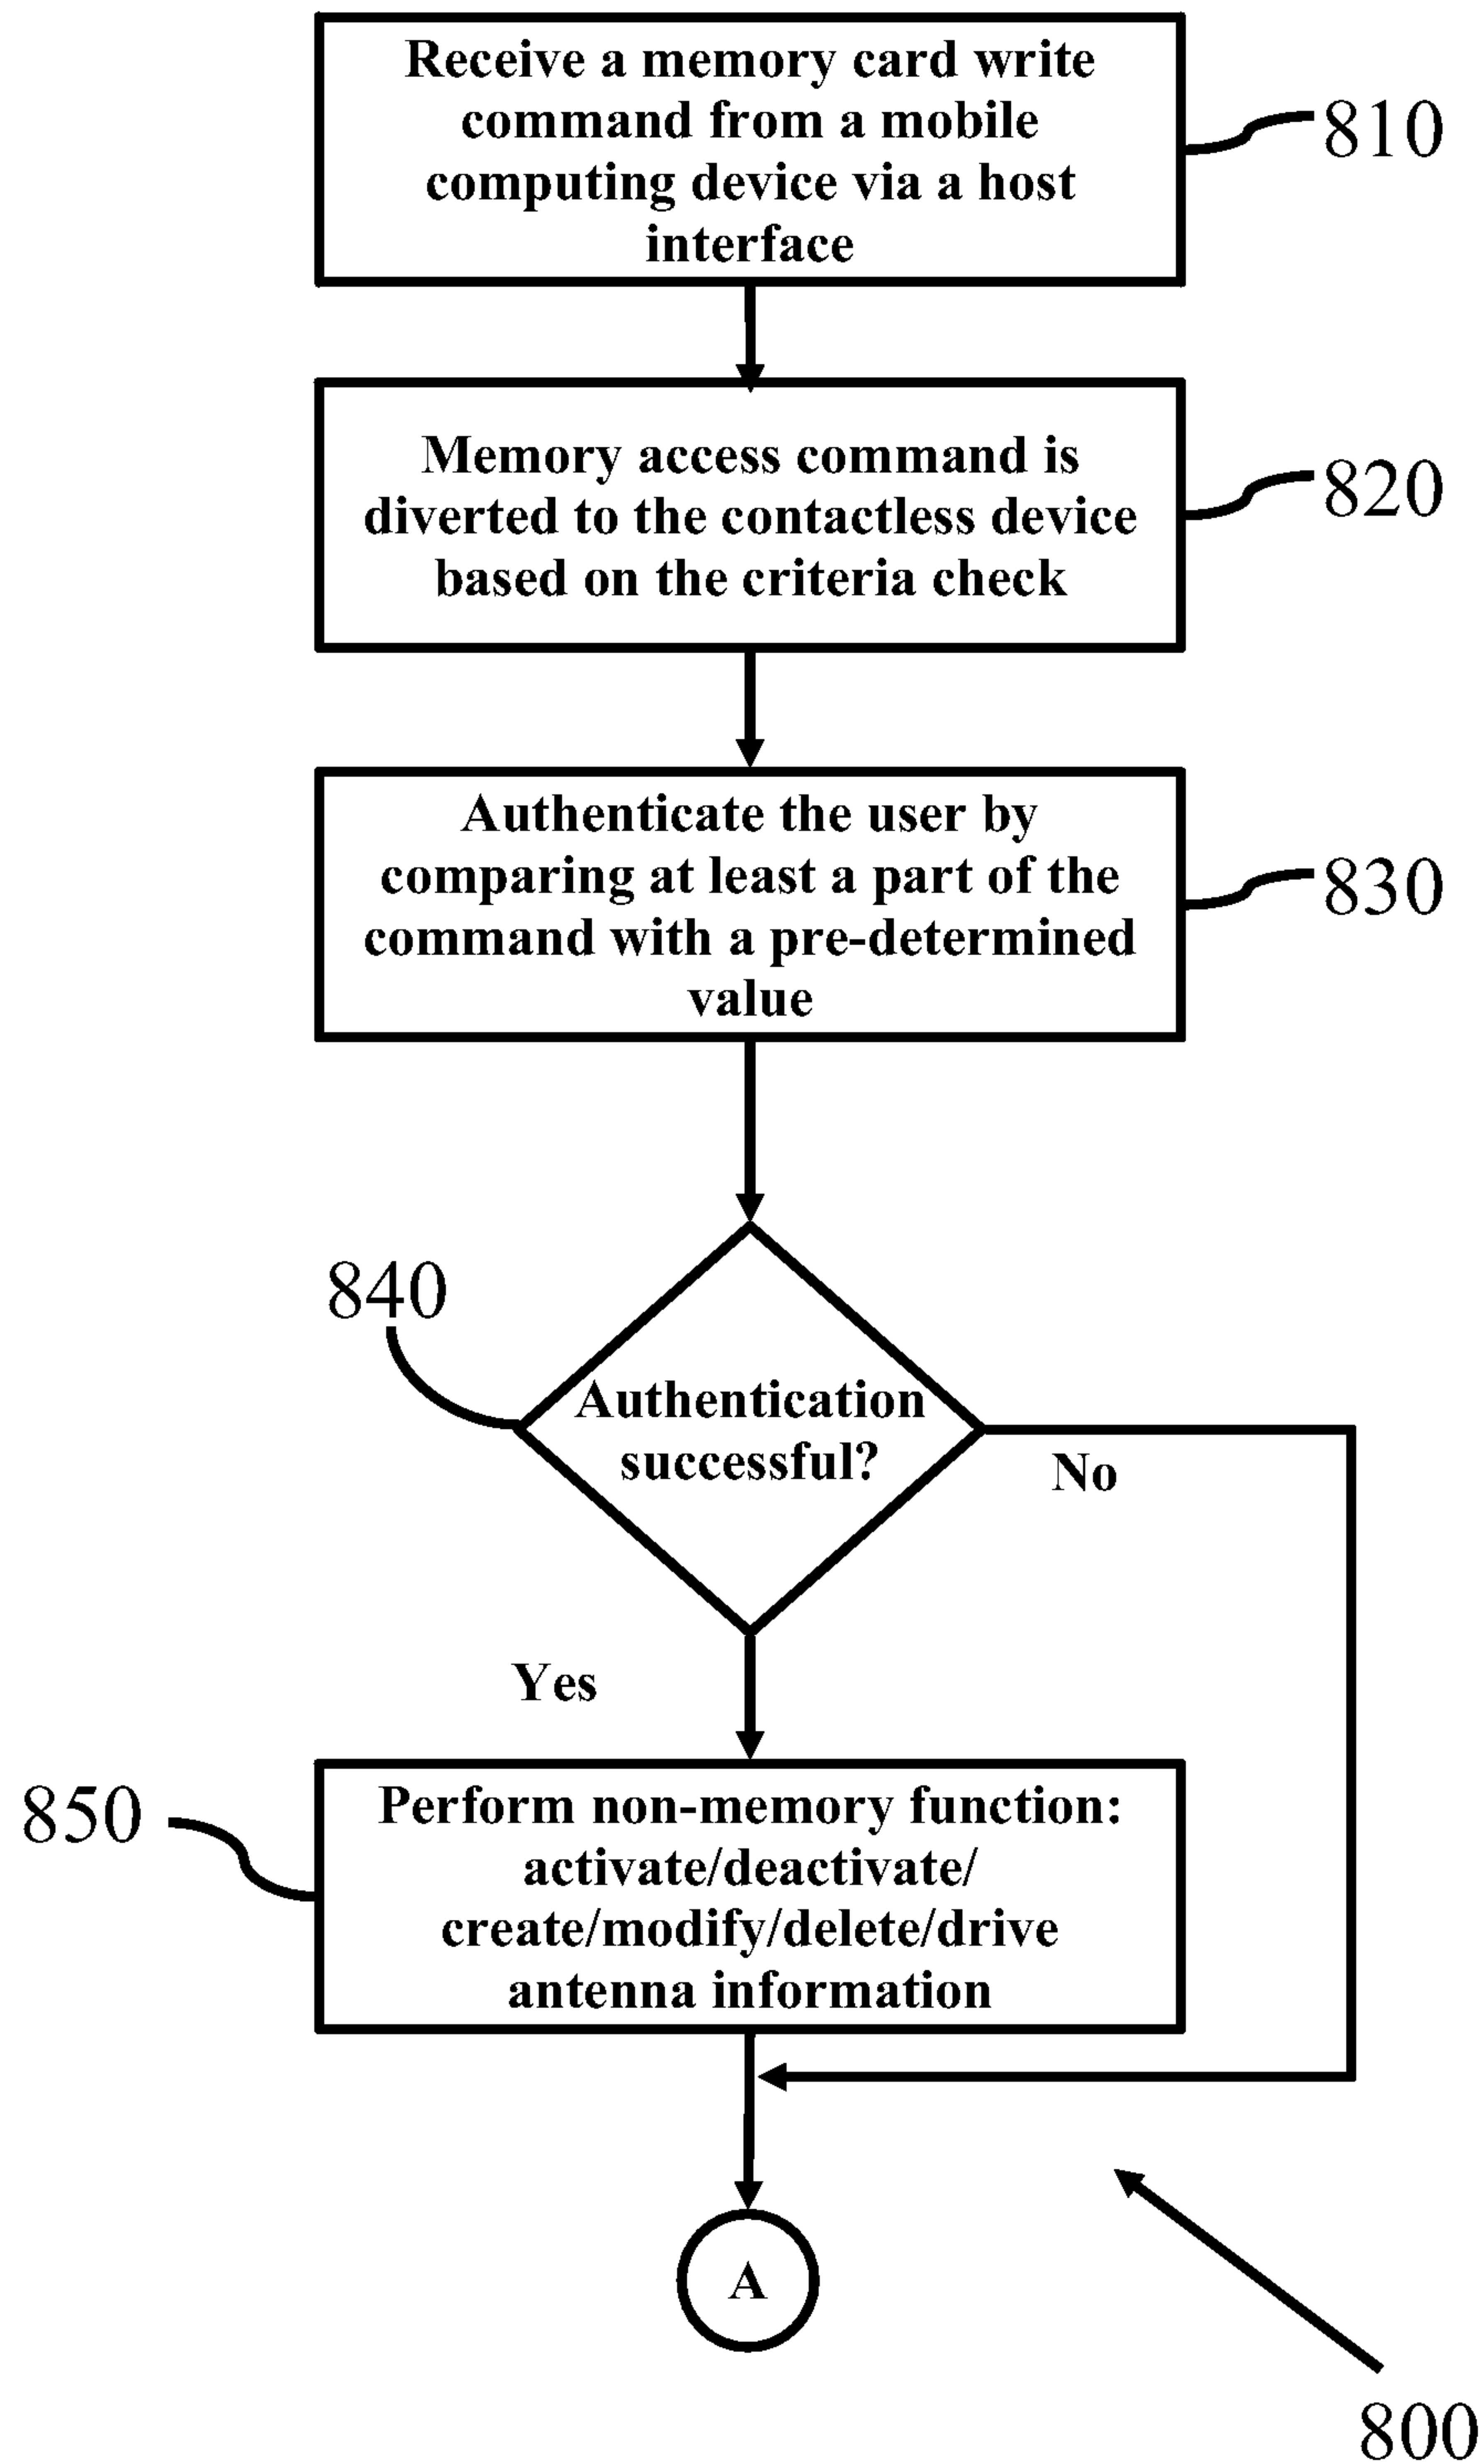 Receive a memory card write
command from a mobile
computing device via a host
interface
810
Memory access command is
diverted to the contactless device
based on the criteria check
820
Authenticate the user by
comparing at least a part of the
command with a pre-determined
value
830
840
Authentication
successful?
No
Yes
850
Perform non-memory function:
activate/deactivate/
create/modify/delete/drive
antenna information
A
800